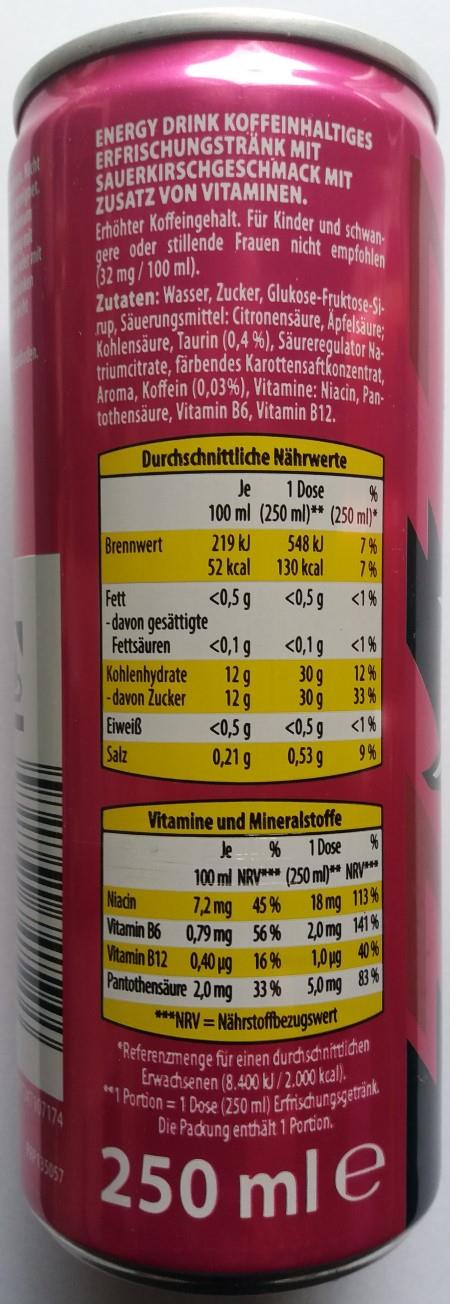 ENERGY DRINK KOFFEINHALTIGES
ERFRISCHUNGSTRÄNK MIT
SAUERKIRSCHGESCHMACK MIT
ZUSATZ VON VITAMINEN.
Erhöhter Koffeingehalt. Für Kinder und schwan-
gere oder stillende Frauen nicht empfohlen
(32 mg / 100 ml).
Zutaten: Wasser, Zucker, Glukose-Fruktose-Si-
rup, Säuerungsmittel: Citronensäure, Äpfelsäure;
Kohlensäure, Taurin (0,4 %), Säureregulator Na-
triumcitrate, färbendes Karottensaftkonzentrat,
Aroma, Koffein (0,03%), Vitamine: Niacin, Pan-
tothensäure, Vitamin B6, Vitamin B12.
Durchschnittliche Nährwerte
Je 1 Dose %
100 ml (250 ml)** (250 ml)*
Brennwert 219 kJ 548 kJ 7 %
52 kcal 130 kcal 7 %
Fett <0,5 g <0,5 g <1 %
- davon gesättigte
Fettsäuren <0,1 g <0,1 g <1 %
Kohlenhydrate 12 g 30 g 12 %
- davon Zucker 12 g 30 g 33 %
Eiweiß <0,5 g <0,5 g <1 %
Salz 0,21 g 0,53 g 9 %
Vitamine und Mineralstoffe
Je % 1 Dose %
100 ml NRV*** (250 ml)** NRV***
Niacin 7,2 mg 45 % 18 mg 113 %
Vitamin B6 0,79 mg 56 % 2,0 mg 141 %
Vitamin B12 0,40 µg 16 % 1,0 µg 40 %
Pantothensäure 2,0 mg 33 % 5,0 mg 83 %
***NRV = Nährstoffbezugswert
*Referenzmenge für einen durchschnittlichen
Erwachsenen (8.400 kJ / 2.000 kcal).
**1 Portion = 1 Dose (250 ml) Erfrischungsgetränk.
Die Packung enthält 1 Portion.
250 ml e